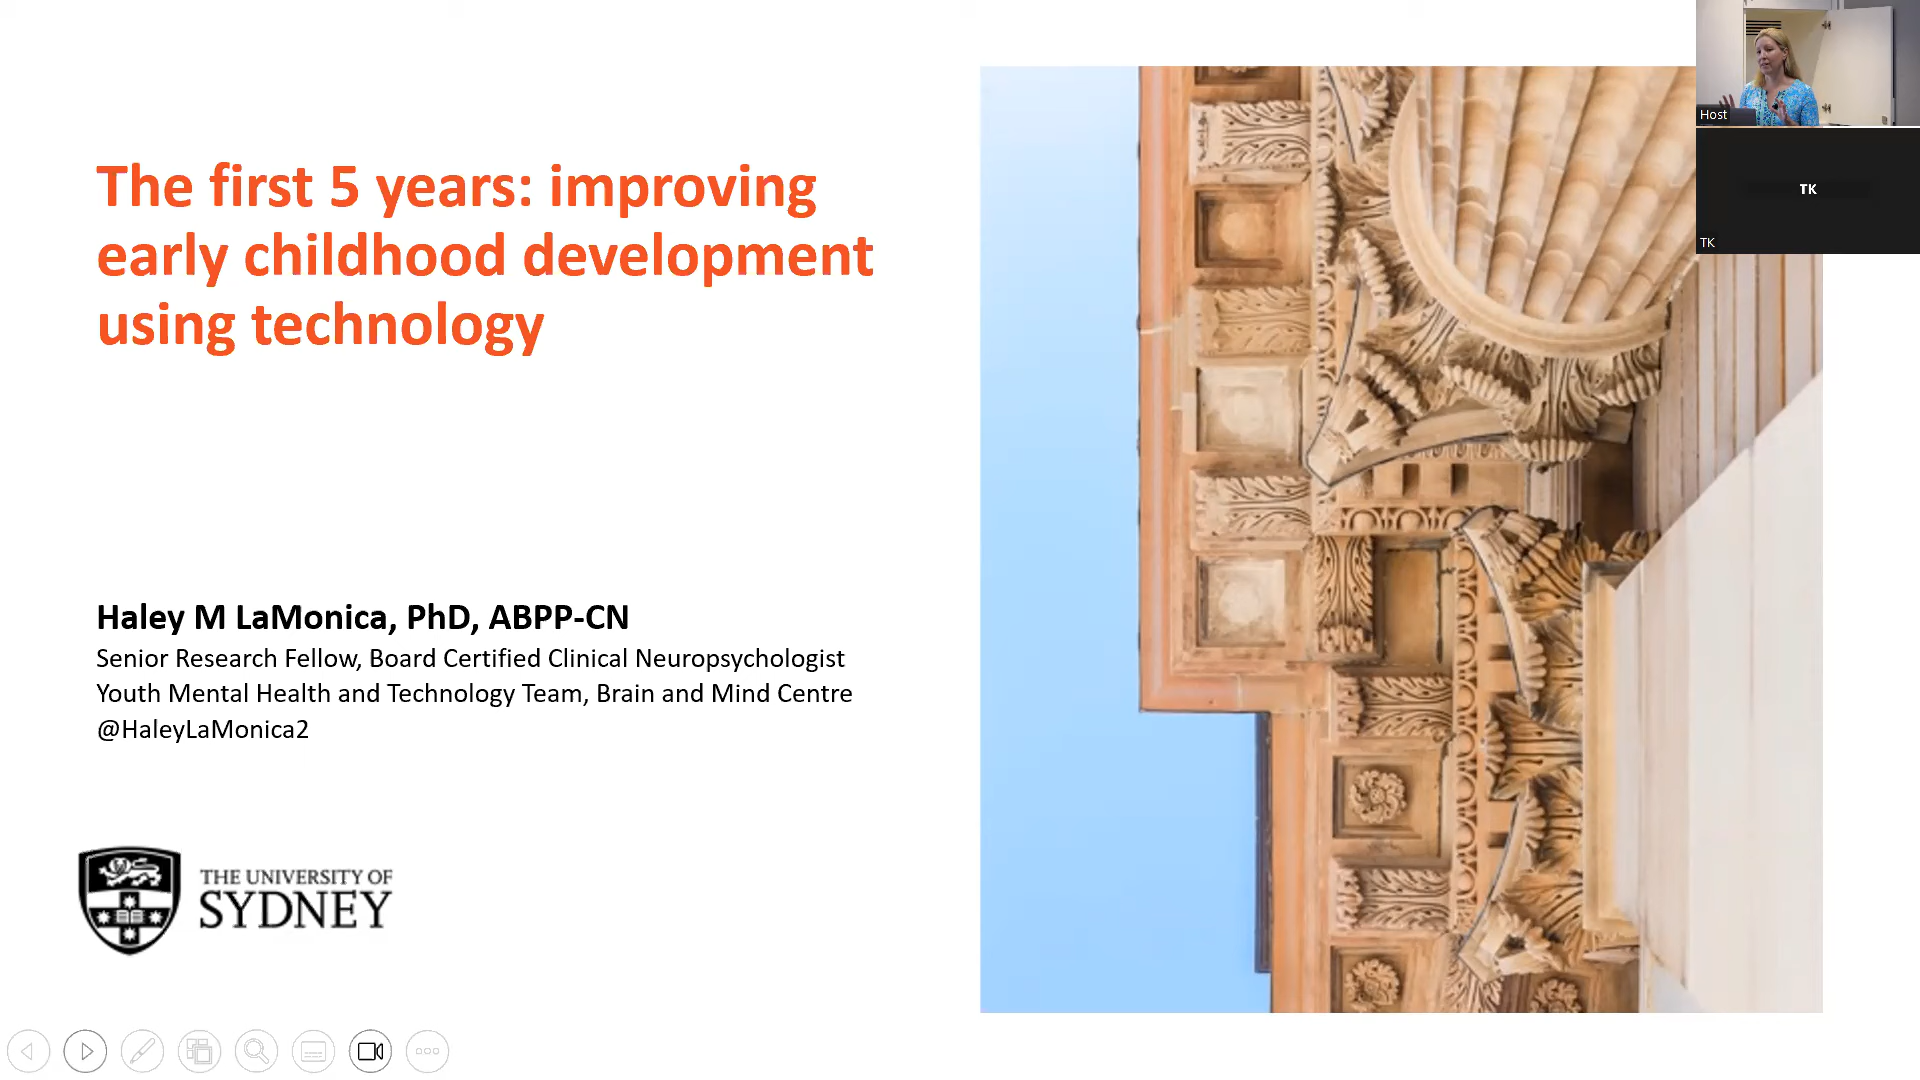 The first 5 years: improving
early childhood development
using technology
Haley M LaMonica, PhD, ABPP-CN
Senior Research Fellow, Board Certified Clinical Neuropsychologist
Youth Mental Health and Technology Team, Brain and Mind Centre
@HaleyLaMonica2
THE UNIVERSITY OF
SYDNEY
Host
TK
TK